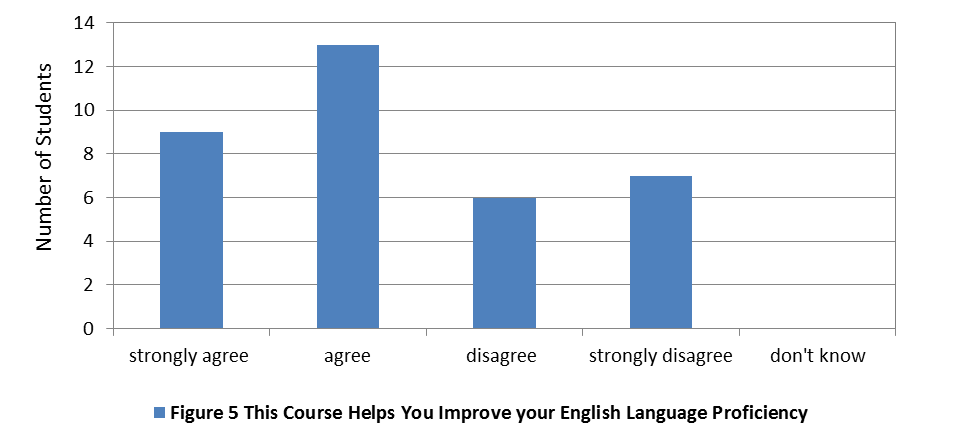 14
12
10
8
6
4
2
0
Number of Students
strongly agree
agree
disagree
strongly disagree
don't know
Figure 5 This Course Helps You Improve your English Language Proficiency